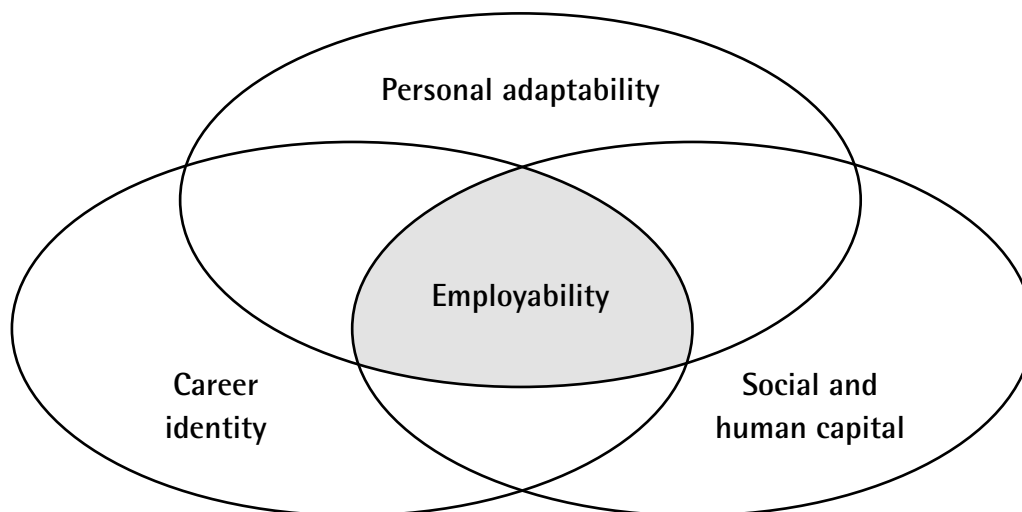 Personal adaptability
Employability
Career
identity
Social and
human capital